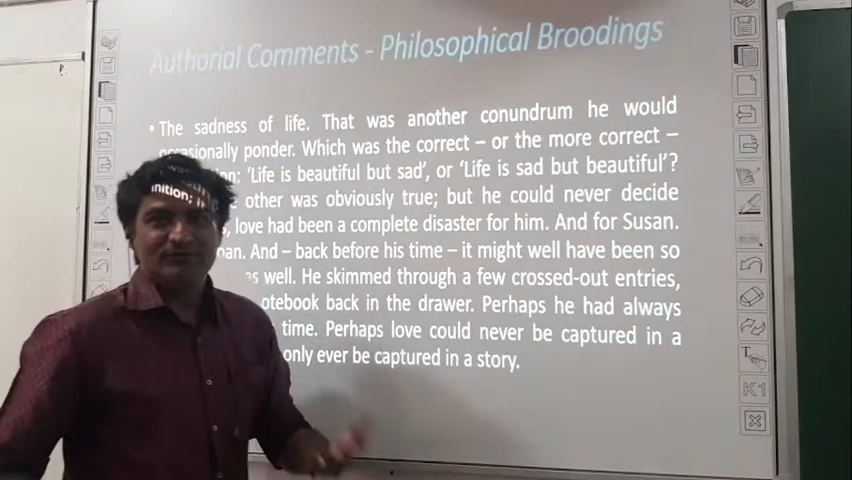 Authorial Comments - Philosophical Broodings
• The sadness of life. That was another conundrum he would
occasionally ponder. Which was the correct – or the more correct –
: 'Life is beautiful but sad', or 'Life is sad but beautiful'?
other was obviously true; but he could never decide
love had been a complete disaster for him. And for Susan.
an. And – back before his time – it might well have been so
as well. He skimmed through a few crossed-out entries,
otebook back in the drawer. Perhaps he had always
time. Perhaps love could never be captured in a
only ever be captured in a story.
nition:
T
K1